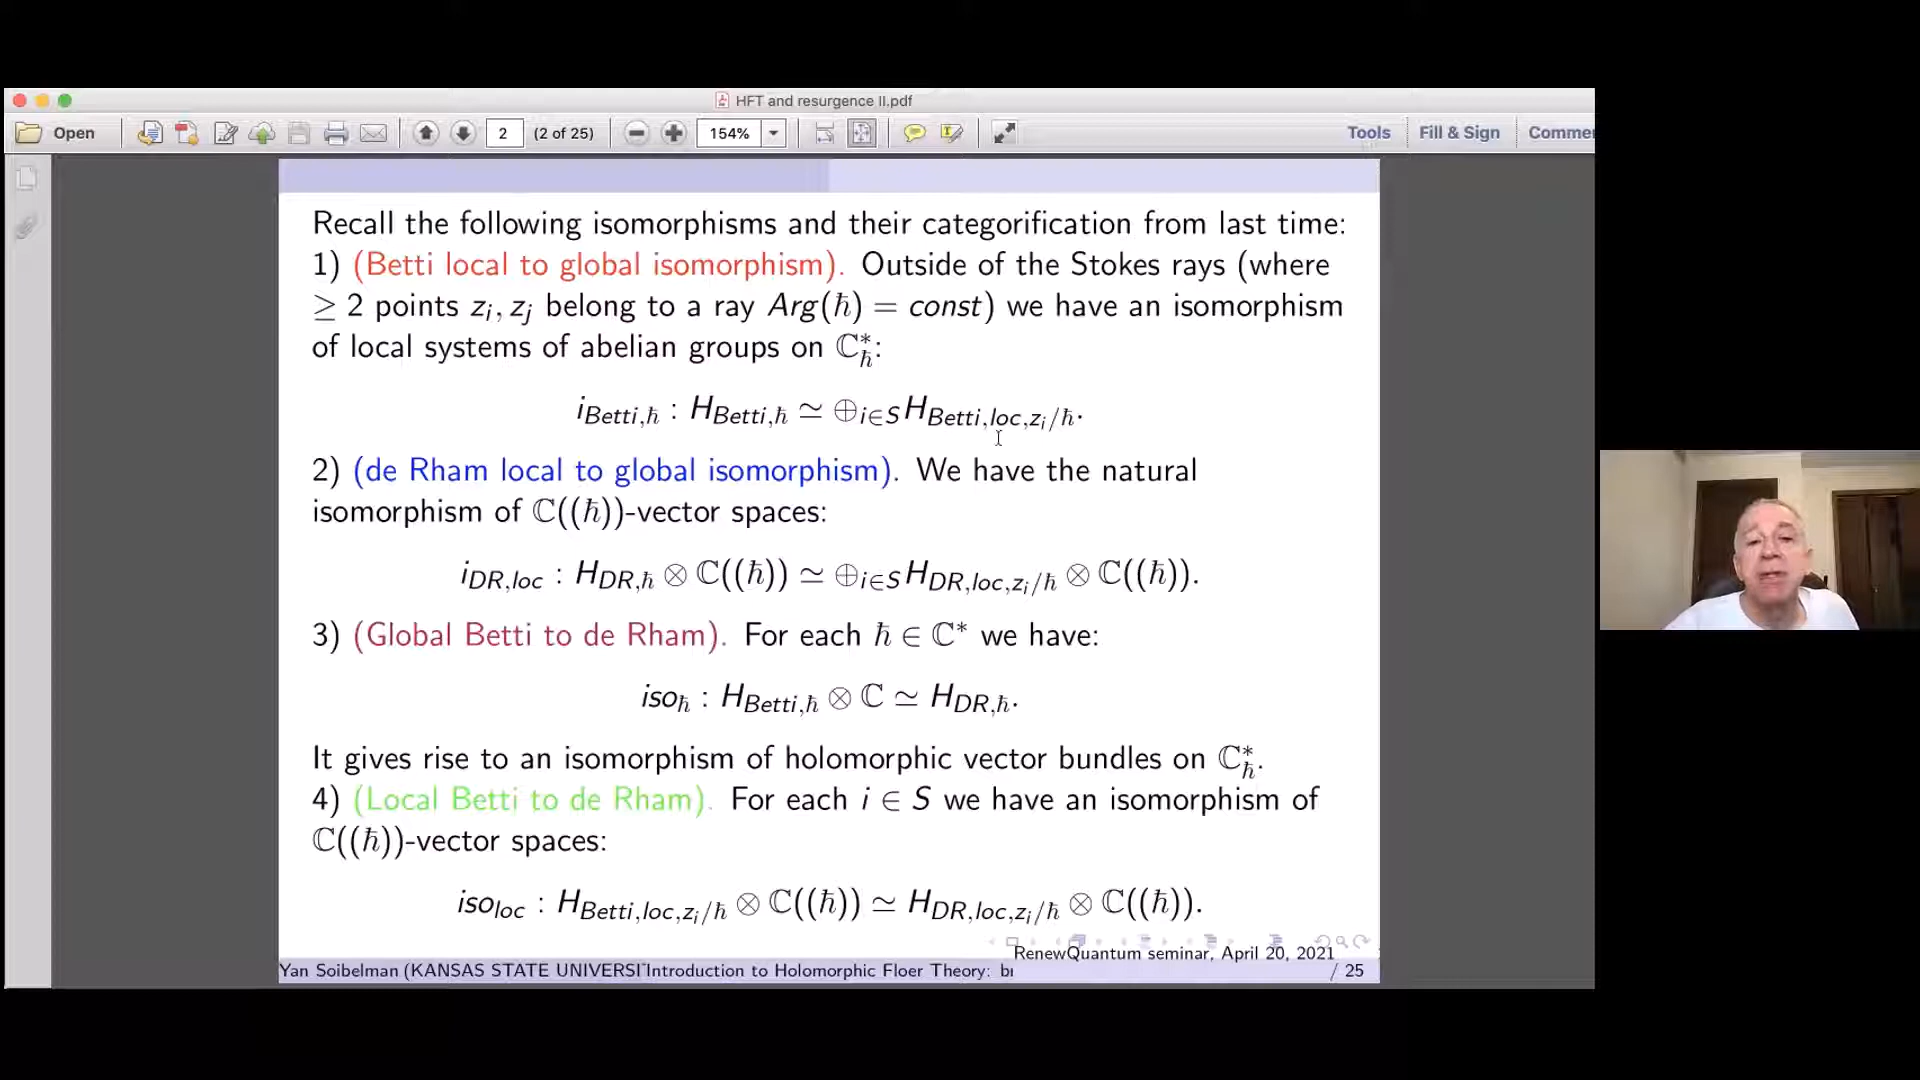 HFT and resurgence II.pdf
Open 2 (2 of 25) 154% Tools Fill & Sign Commen
Recall the following isomorphisms and their categorification from last time:
1) (Betti local to global isomorphism). Outside of the Stokes rays (where
≥ 2 points z_i, z_j belong to a ray Arg(ℏ) = const) we have an isomorphism
of local systems of abelian groups on ℂ*_ℏ:
i_{Betti,ℏ} : H_{Betti,ℏ} ≃ ⊕_{i∈S} H_{Betti,loc,z_i/ℏ}.
2) (de Rham local to global isomorphism). We have the natural
isomorphism of ℂ((ℏ))-vector spaces:
i_{DR,loc} : H_{DR,ℏ} ⊗ ℂ((ℏ)) ≃ ⊕_{i∈S} H_{DR,loc,z_i/ℏ} ⊗ ℂ((ℏ)).
3) (Global Betti to de Rham). For each ℏ ∈ ℂ* we have:
iso_ℏ : H_{Betti,ℏ} ⊗ ℂ ≃ H_{DR,ℏ}.
It gives rise to an isomorphism of holomorphic vector bundles on ℂ*_ℏ.
4) (Local Betti to de Rham). For each i ∈ S we have an isomorphism of
ℂ((ℏ))-vector spaces:
iso_{loc} : H_{Betti,loc,z_i/ℏ} ⊗ ℂ((ℏ)) ≃ H_{DR,loc,z_i/ℏ} ⊗ ℂ((ℏ)).
RenewQuantum seminar, April 20, 2021
Yan Soibelman (KANSAS STATE UNIVERSI Introduction to Holomorphic Floer Theory: br / 25